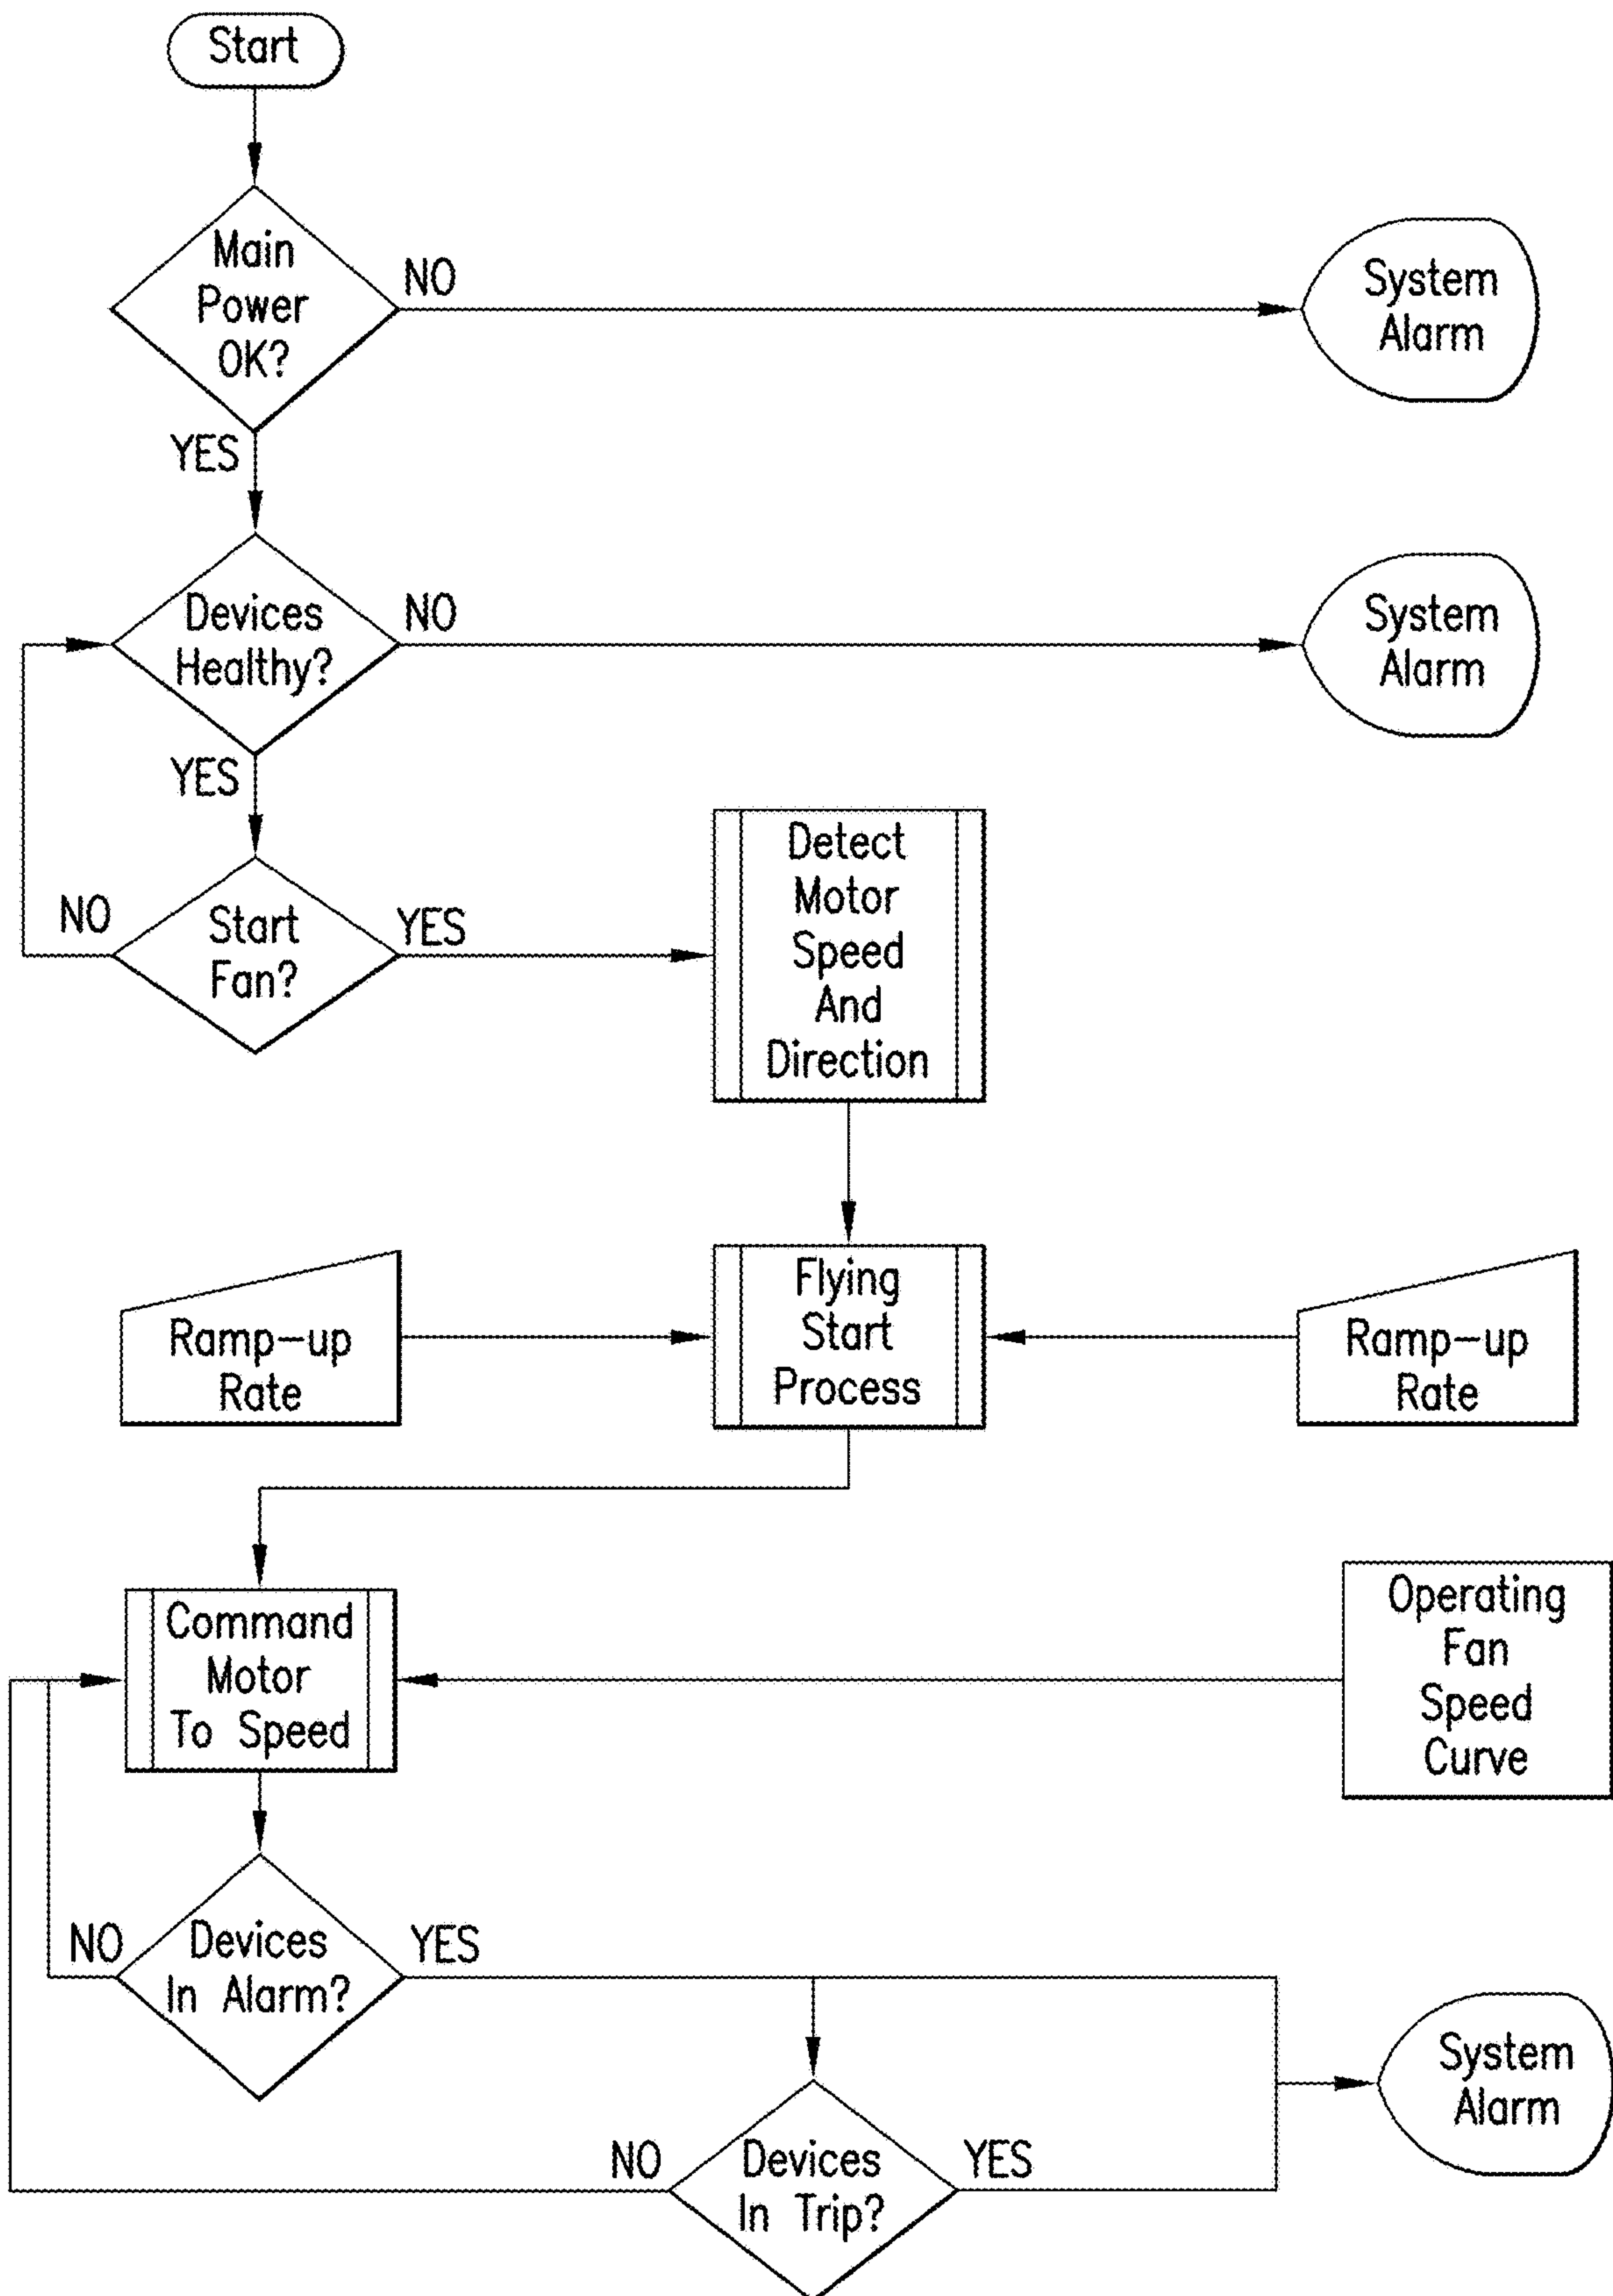 Start
Main
Power
OK?
NO
System
Alarm
YES
Devices
Healthy?
NO
System
Alarm
YES
Start
Fan?
NO
YES
Detect
Motor
Speed
And
Direction
Ramp-up
Rate
Flying
Start
Process
Ramp-up
Rate
Command
Motor
To Speed
Operating
Fan
Speed
Curve
NO
Devices
In Alarm?
YES
System
Alarm
NO
Devices
In Trip?
YES